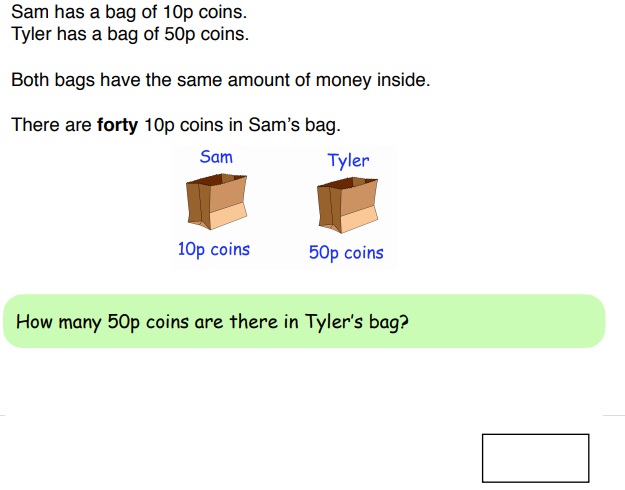 Sam has a bag of 10p coins.
Tyler has a bag of 50p coins.
Both bags have the same amount of money inside.
There are forty 10p coins in Sam's bag.
Sam
Tyler
10p coins
50p coins
How many 50p coins are there in Tyler's bag?